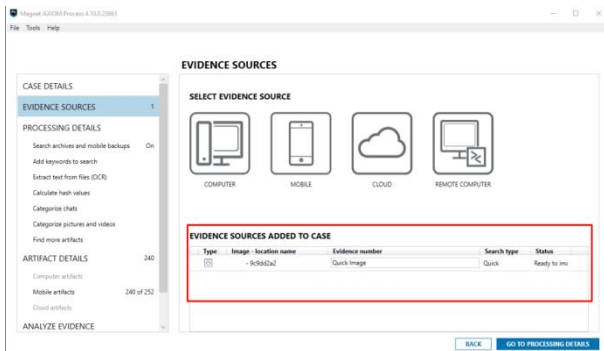 Magnet AXIOM Process 4.10.0.23663
File Tools Help
EVIDENCE SOURCES
CASE DETAILS
EVIDENCE SOURCES 1
PROCESSING DETAILS
Search archives and mobile backups On
Add keywords to search
Extract text from files (OCR)
Calculate hash values
Categorize chats
Categorize pictures and videos
Find more artifacts
ARTIFACT DETAILS 240
Computer artifacts
Mobile artifacts 240 of 252
Cloud artifacts
ANALYZE EVIDENCE
SELECT EVIDENCE SOURCE
COMPUTER MOBILE CLOUD REMOTE COMPUTER
EVIDENCE SOURCES ADDED TO CASE
Type Image - location name Evidence number Search type Status
- 9c9dd2a2 Quick Image Quick Ready to ima
BACK GO TO PROCESSING DETAILS